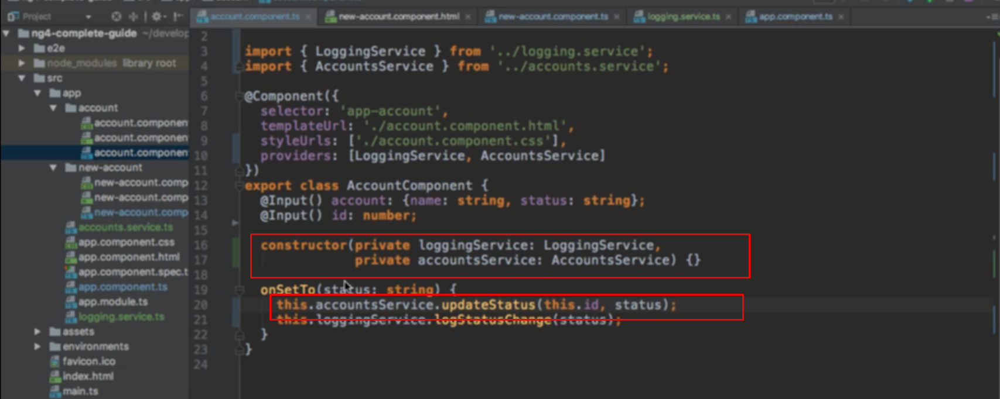 Project
account.component.ts
new-account.component.html
new-account.component.ts
logging.service.ts
app.component.ts
ng4-complete-guide ~/develop
e2e
node_modules library root
src
app
account
account.component
account.component
account.component
new-account
new-account.comp
new-account.comp
new-account.comp
accounts.service.ts
app.component.css
app.component.html
app.component.spec.t
app.component.ts
app.module.ts
logging.service.ts
assets
environments
favicon.ico
index.html
main.ts
2
3 import { LoggingService } from '../logging.service';
4 import { AccountsService } from '../accounts.service';
5
6 @Component({
7 selector: 'app-account',
8 templateUrl: './account.component.html',
9 styleUrls: ['./account.component.css'],
10 providers: [LoggingService, AccountsService]
11 })
12 export class AccountComponent {
13 @Input() account: {name: string, status: string};
14 @Input() id: number;
15
16 constructor(private loggingService: LoggingService,
17 private accountsService: AccountsService) {}
18
19 onSetTo(status: string) {
20 this.accountsService.updateStatus(this.id, status);
21 this.loggingService.logStatusChange(status);
22 }
23 }
24